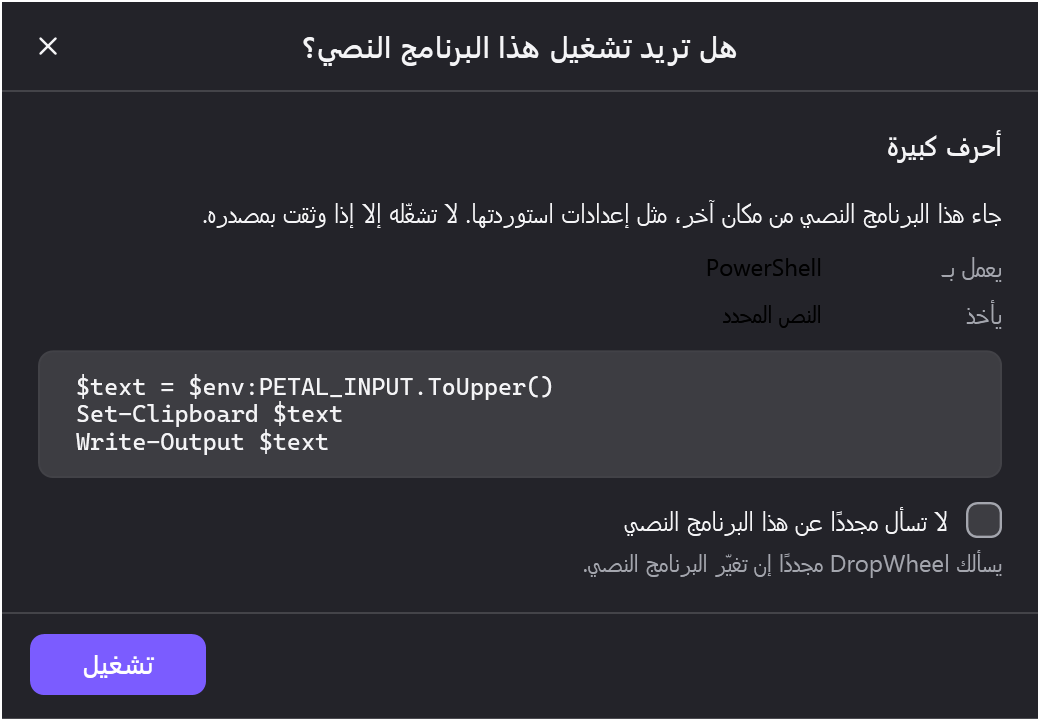 هل تريد تشغيل هذا البرنامج النصي؟
أحرف كبيرة
جاء هذا البرنامج النصي من مكان آخر، مثل إعدادات استوردتها. لا تشغّله إلا إذا وثقت بمصدره.
يعمل بـ PowerShell
يأخذ النص المحدد
$text = $env:PETAL_INPUT.ToUpper()
Set-Clipboard $text
Write-Output $text
لا تسأل مجددًا عن هذا البرنامج النصي
يسألك DropWheel مجددًا إن تغيّر البرنامج النصي.
تشغيل